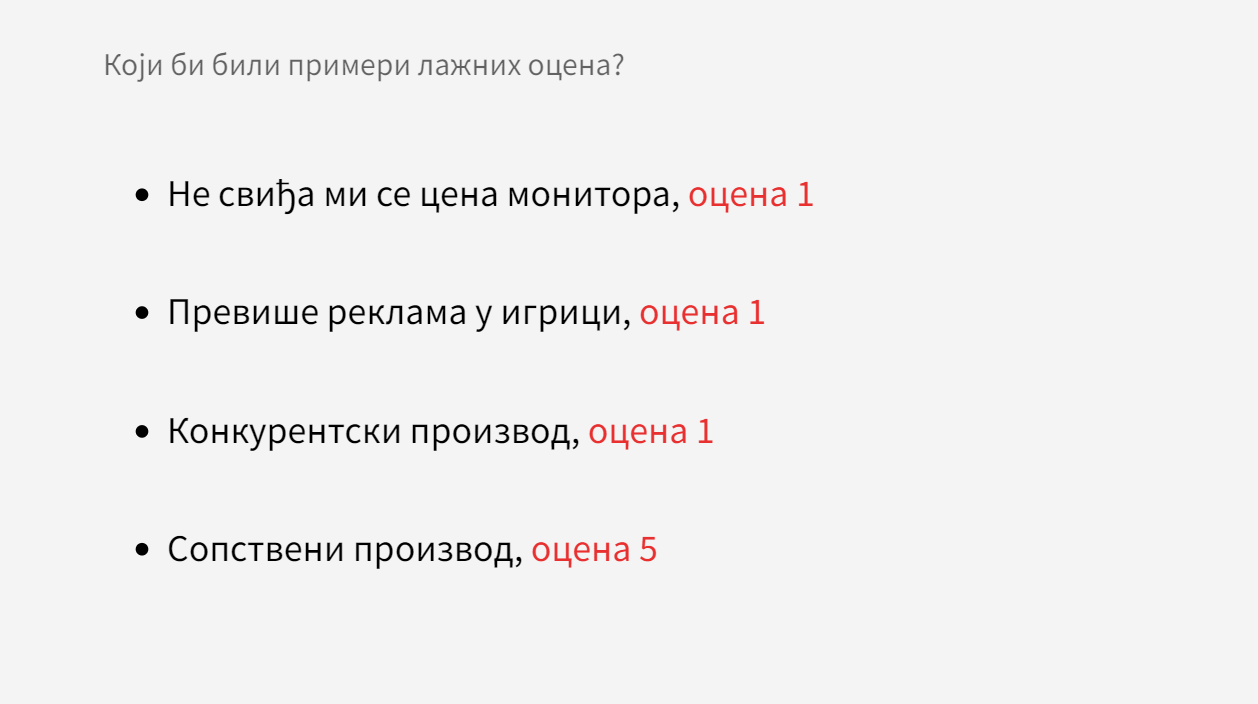 Који би били примери лажних оцена?
• Не свиђа ми се цена монитора, оцена 1
• Превише реклама у игрици, оцена 1
• Конкурентски производ, оцена 1
• Сопствени производ, оцена 5